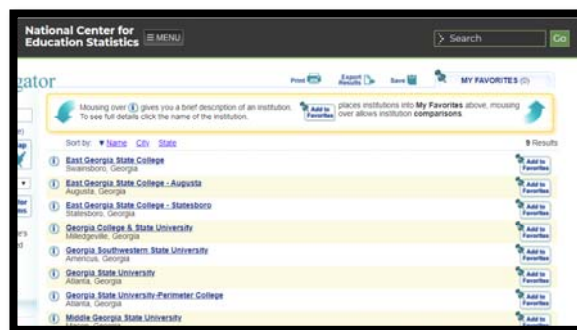 National Center for
Education Statistics
≡ MENU
Search
Go
gator
Print
Export Results
Save
MY FAVORITES (0)
Mousing over i gives you a brief description of an institution.
To see full details click the name of the institution.
Add to Favorites
places institutions into My Favorites above, mousing
over allows institution comparisons.
Sort by: ▼ Name City State
9 Results
East Georgia State College
Swainsboro, Georgia
Add to Favorites
East Georgia State College - Augusta
Augusta, Georgia
Add to Favorites
East Georgia State College - Statesboro
Statesboro, Georgia
Add to Favorites
Georgia College & State University
Milledgeville, Georgia
Add to Favorites
Georgia Southwestern State University
Americus, Georgia
Add to Favorites
Georgia State University
Atlanta, Georgia
Add to Favorites
Georgia State University-Perimeter College
Atlanta, Georgia
Add to Favorites
Middle Georgia State University
Add to